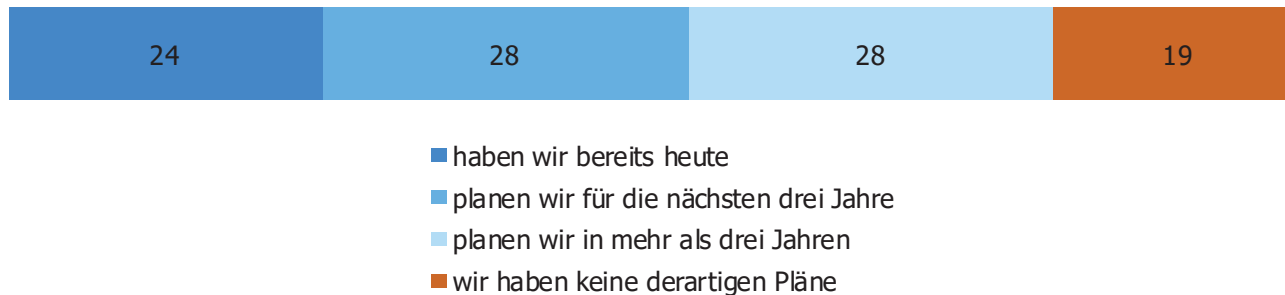 24 28 28 19
haben wir bereits heute
planen wir für die nächsten drei Jahre
planen wir in mehr als drei Jahren
wir haben keine derartigen Pläne